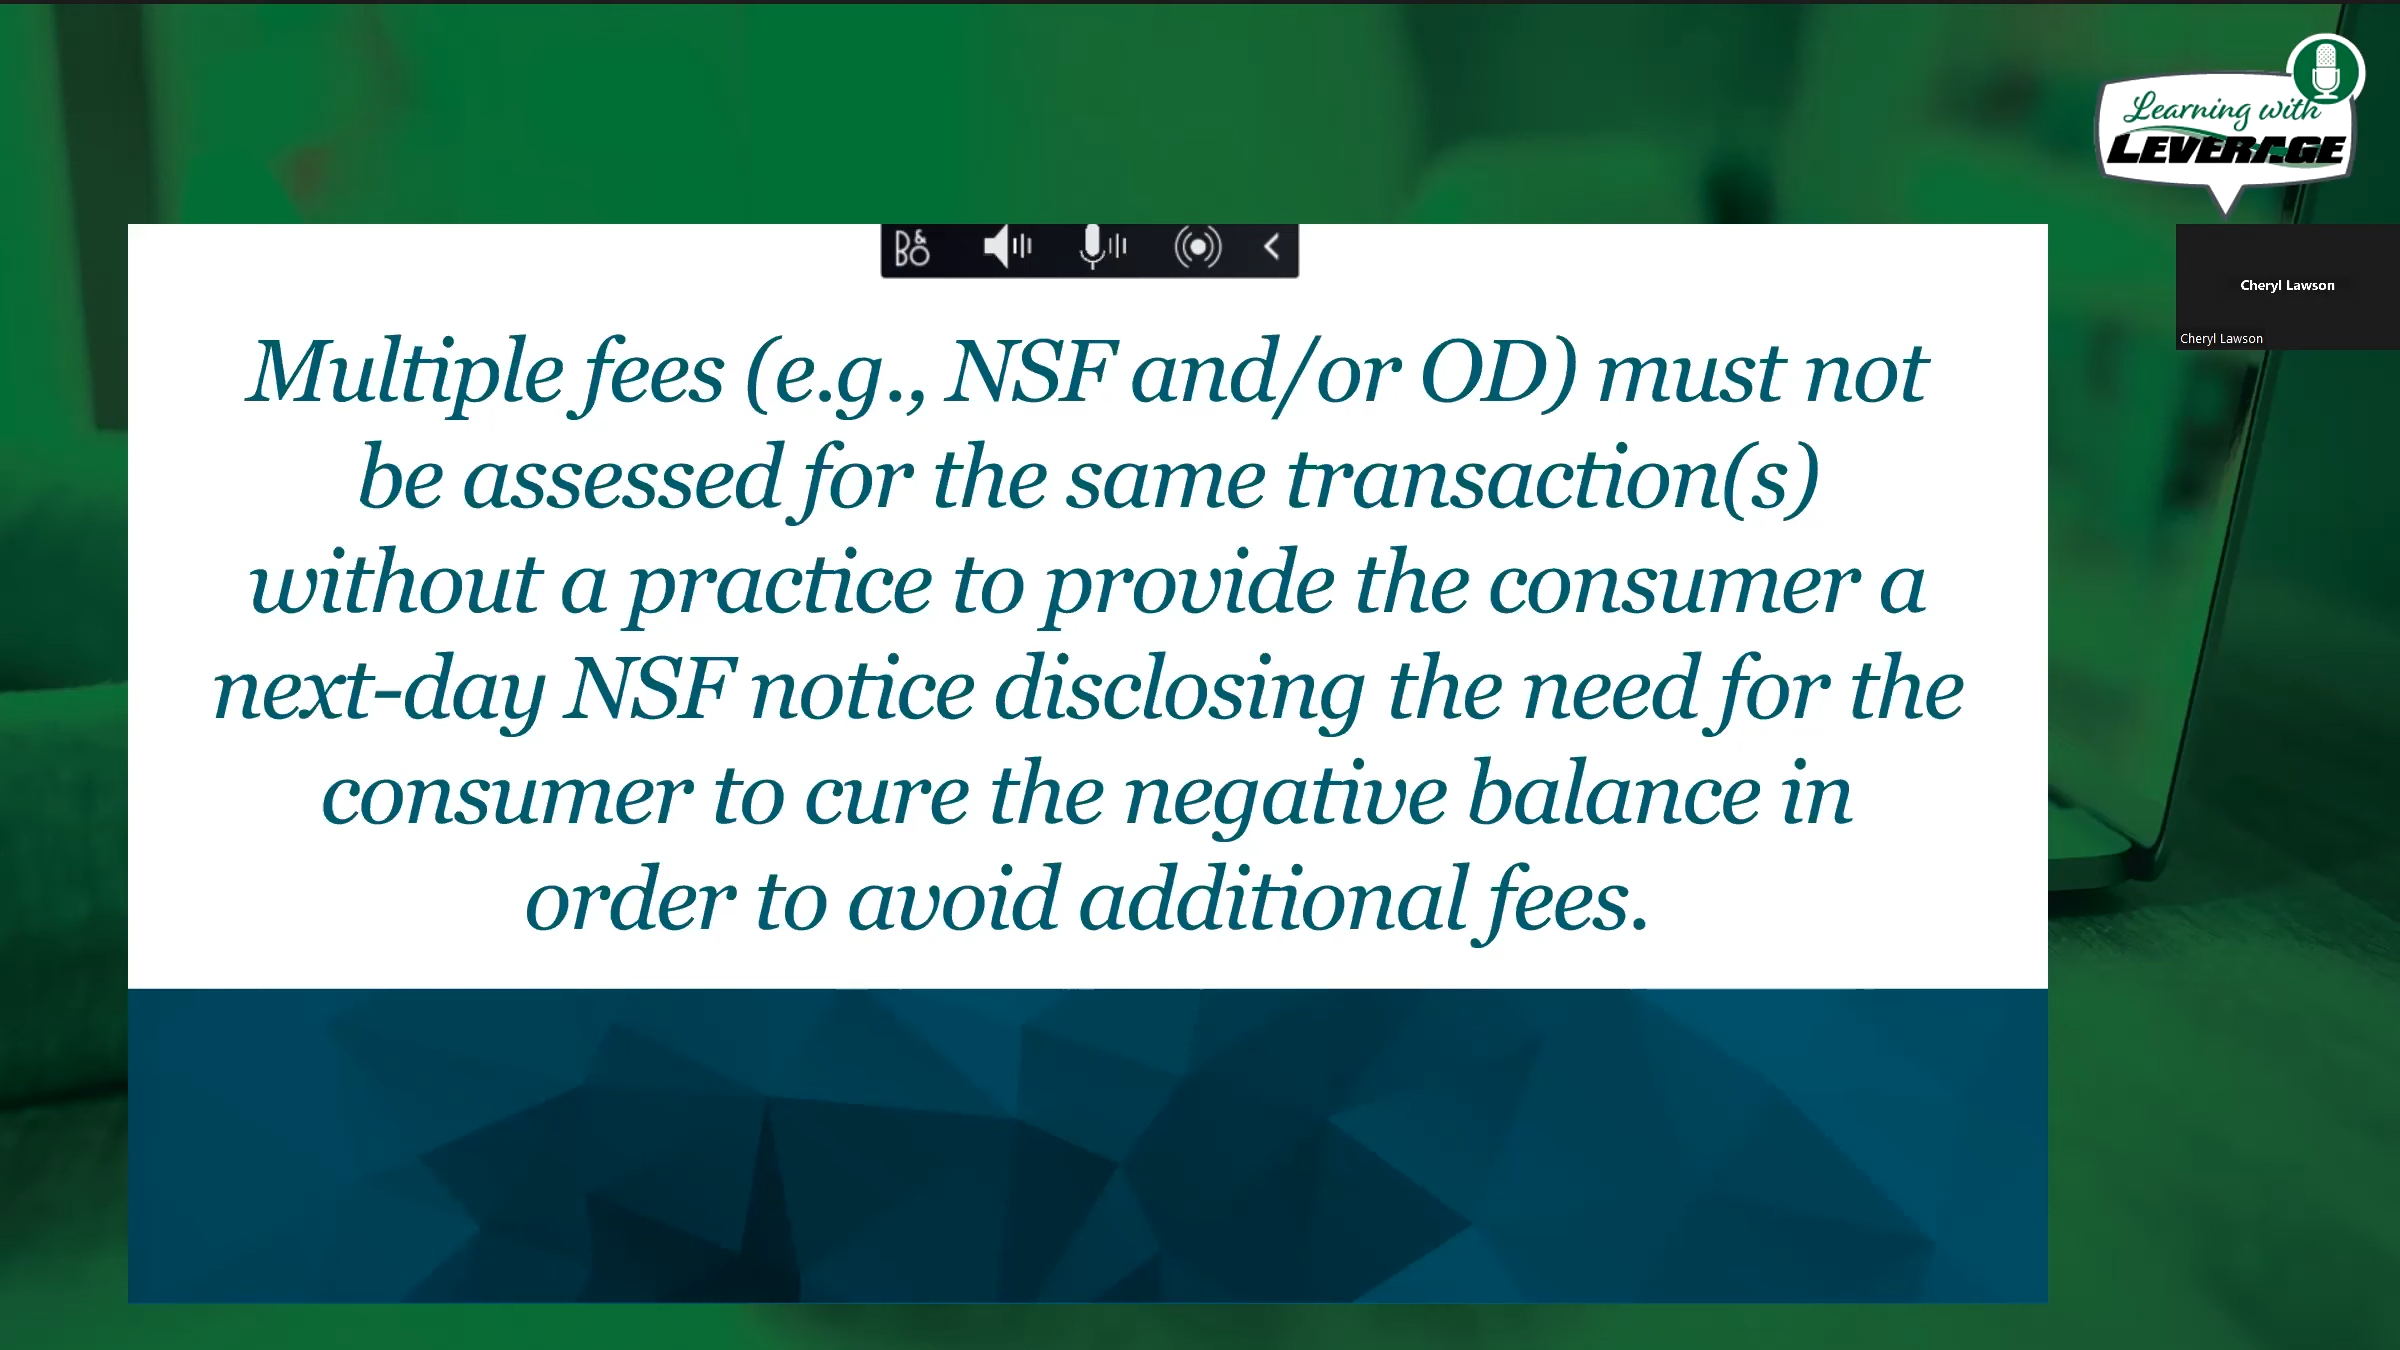 Learning with
LEVERAGE
B&O
Cheryl Lawson
Cheryl Lawson
Multiple fees (e.g., NSF and/or OD) must not
be assessed for the same transaction(s)
without a practice to provide the consumer a
next-day NSF notice disclosing the need for the
consumer to cure the negative balance in
order to avoid additional fees.